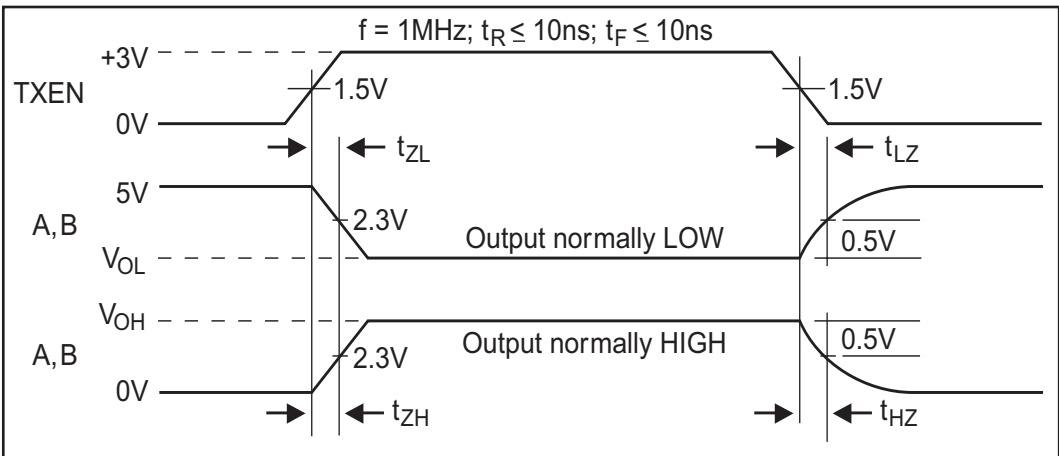 f = 1MHz; tR ≤ 10ns; tF ≤ 10ns
+3V
TXEN
1.5V
1.5V
0V
tZL
tLZ
5V
A,B
2.3V
Output normally LOW
0.5V
VOL
VOH
A,B
2.3V
Output normally HIGH
0.5V
0V
tZH
tHZ